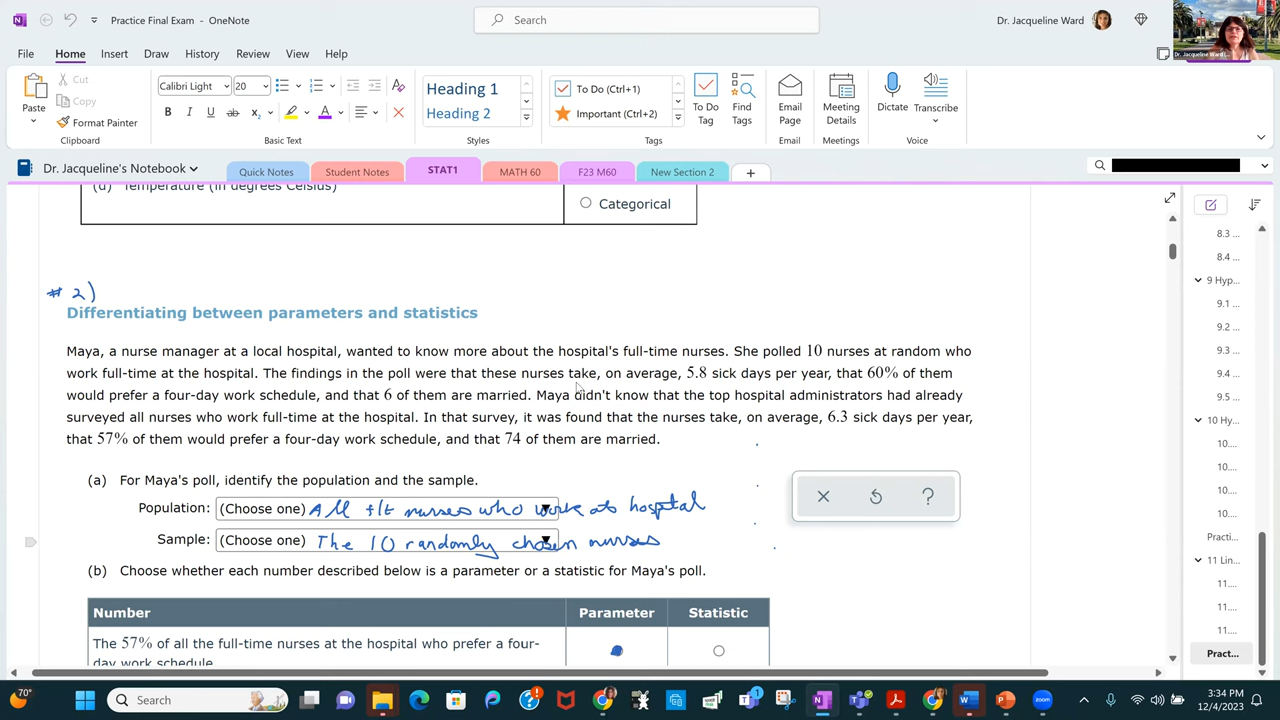 Practice Final Exam - OneNote
Search
Dr. Jacqueline Ward
File Home Insert Draw History Review View Help
Paste
Cut
Copy
Format Painter
Clipboard
Calibri Light 20
Basic Text
Heading 1
Heading 2
Styles
To Do (Ctrl+1)
Important (Ctrl+2)
To Do Tag
Find Tags
Tags
Email Page
Email
Meeting Details
Meetings
Dictate
Transcribe
Voice
Dr. Jacqueline's Notebook
Quick Notes Student Notes STAT1 MATH 60 F23 M60 New Section 2
(d) Temperature (in degrees Celsius)
Categorical
# 2)
Differentiating between parameters and statistics
Maya, a nurse manager at a local hospital, wanted to know more about the hospital's full-time nurses. She polled 10 nurses at random who
work full-time at the hospital. The findings in the poll were that these nurses take, on average, 5.8 sick days per year, that 60% of them
would prefer a four-day work schedule, and that 6 of them are married. Maya didn't know that the top hospital administrators had already
surveyed all nurses who work full-time at the hospital. In that survey, it was found that the nurses take, on average, 6.3 sick days per year,
that 57% of them would prefer a four-day work schedule, and that 74 of them are married.
(a) For Maya's poll, identify the population and the sample.
Population: (Choose one) All f/t nurses who work at hospital
Sample: (Choose one) The 10 randomly chosen nurses
(b) Choose whether each number described below is a parameter or a statistic for Maya's poll.
Number Parameter Statistic
The 57% of all the full-time nurses at the hospital who prefer a four-
day work schedule
8.3 ...
8.4 ...
9 Hyp...
9.1 ...
9.2 ...
9.3 ...
9.4 ...
9.5 ...
10 Hy...
10....
10....
10....
10....
Practi...
11 Lin...
11....
11....
11....
Pract...
70°
Search
3:34 PM
12/4/2023